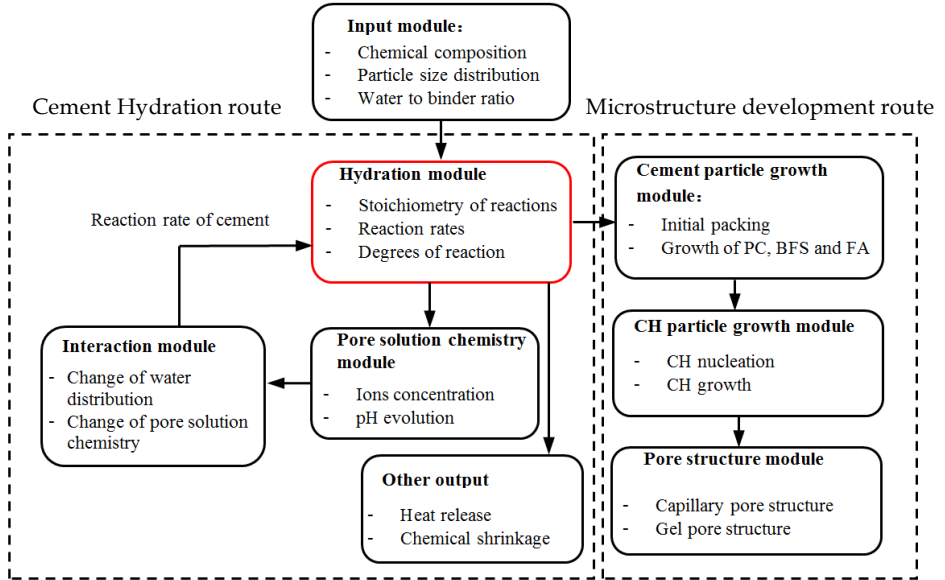 Input module：
- Chemical composition
- Particle size distribution
- Water to binder ratio
Cement Hydration route
Microstructure development route
Hydration module
- Stoichiometry of reactions
- Reaction rates
- Degrees of reaction
Reaction rate of cement
Cement particle growth
module：
- Initial packing
- Growth of PC, BFS and FA
Interaction module
- Change of water
distribution
- Change of pore solution
chemistry
Pore solution chemistry
module
- Ions concentration
- pH evolution
CH particle growth module
- CH nucleation
- CH growth
Other output
- Heat release
- Chemical shrinkage
Pore structure module
- Capillary pore structure
- Gel pore structure